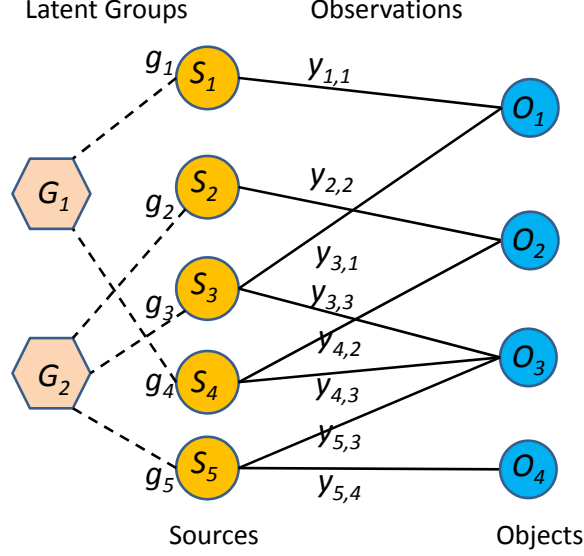 Latent Groups Observations
g1 S1 y1,1 O1
G1 g2 S2 y2,2 O2
g3 S3 y3,1
y3,3
G2 g4 S4 y4,2 O3
y4,3
y5,3
g5 S5 y5,4 O4
Sources Objects